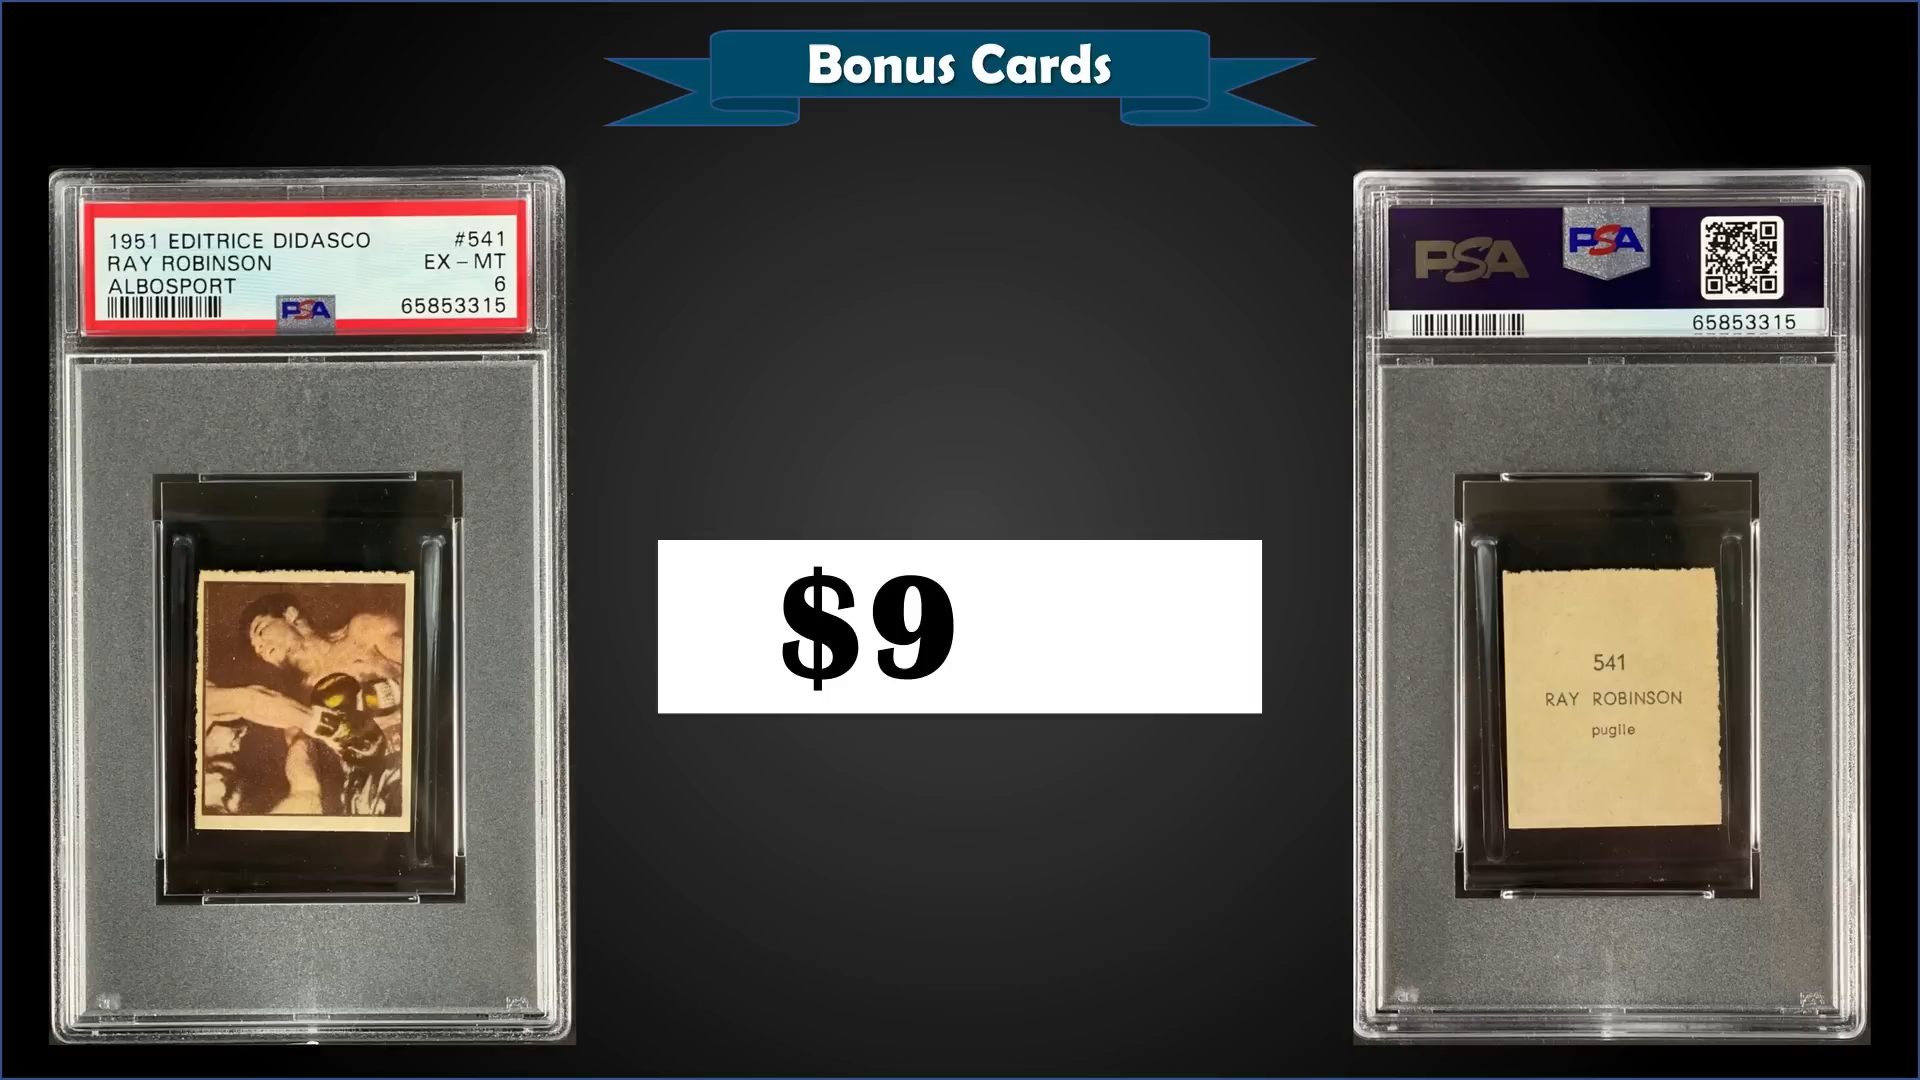 Bonus Cards
1951 EDITRICE DIDASCO #541
RAY ROBINSON EX - MT
ALBOSPORT 6
PSA 65853315
PSA PSA
65853315
$9
541
RAY ROBINSON
pugile